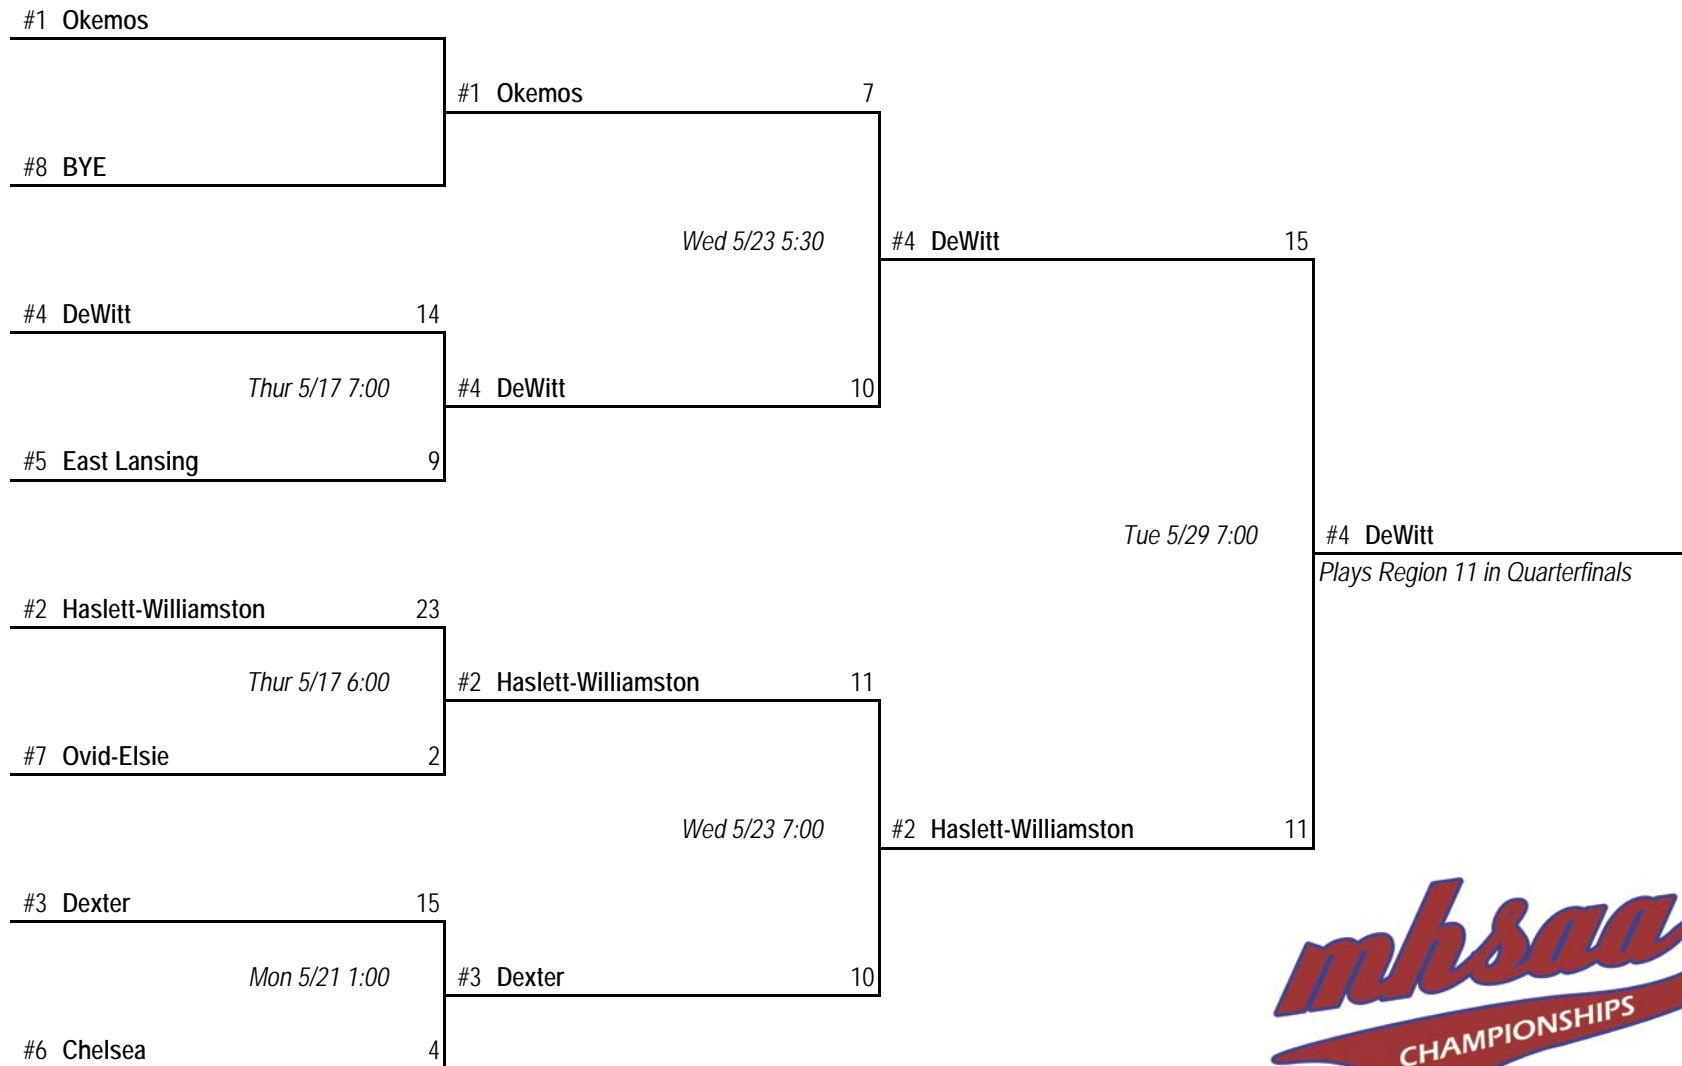 #1 Okemos
#1 Okemos 7
#8 BYE
Wed 5/23 5:30
#4 DeWitt 15
#4 DeWitt 14
Thur 5/17 7:00
#4 DeWitt 10
#5 East Lansing 9
Tue 5/29 7:00
#4 DeWitt
Plays Region 11 in Quarterfinals
#2 Haslett-Williamston 23
Thur 5/17 6:00
#2 Haslett-Williamston 11
#7 Ovid-Elsie 2
Wed 5/23 7:00
#2 Haslett-Williamston 11
#3 Dexter 15
Mon 5/21 1:00
#3 Dexter 10
#6 Chelsea 4
mhsaa
CHAMPIONSHIPS